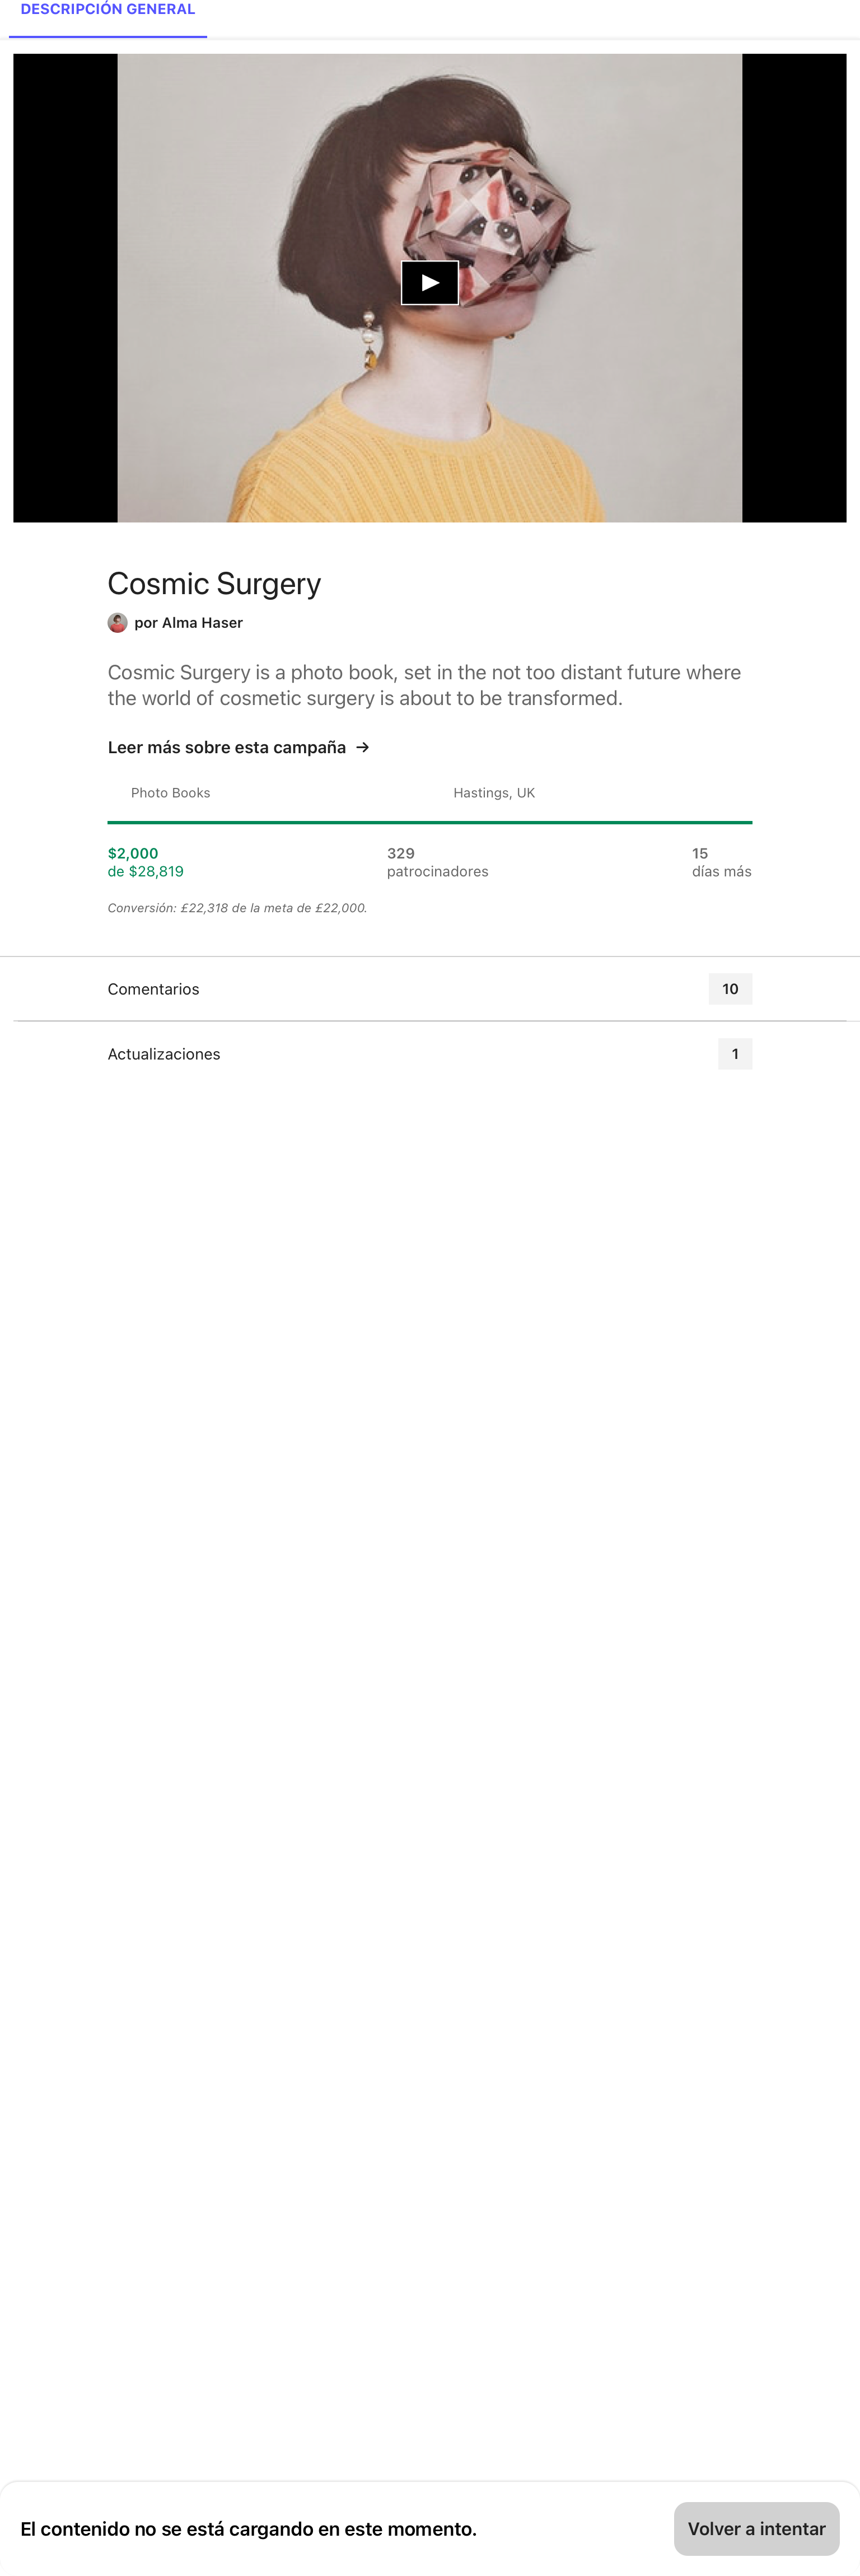 DESCRIPCIÓN GENERAL
Cosmic Surgery
por Alma Haser
Cosmic Surgery is a photo book, set in the not too distant future where
the world of cosmetic surgery is about to be transformed.
Leer más sobre esta campaña →
Photo Books
Hastings, UK
$2,000
de $28,819
329
patrocinadores
15
días más
Conversión: £22,318 de la meta de £22,000.
Comentarios
10
Actualizaciones
1
El contenido no se está cargando en este momento.
Volver a intentar